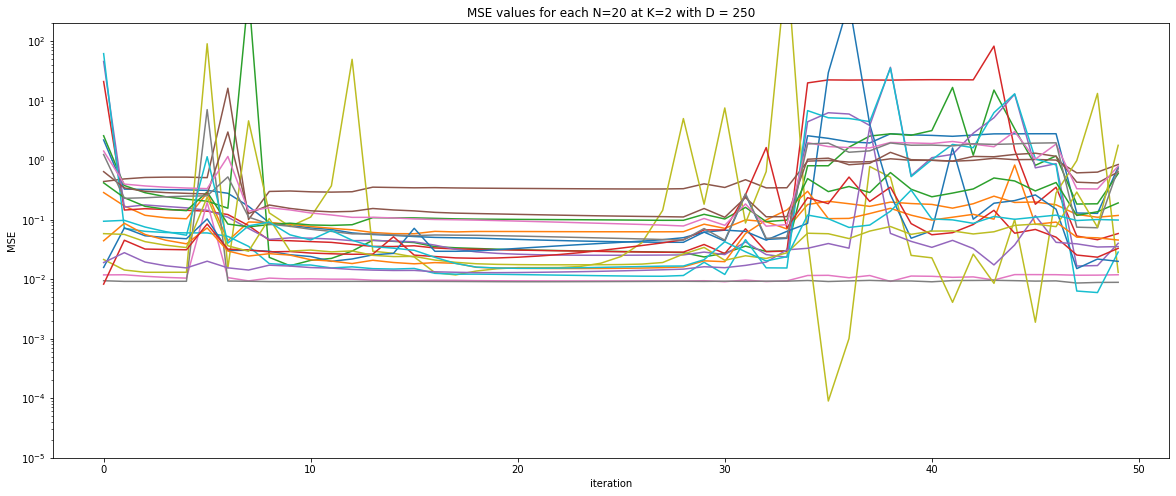 MSE values for each N=20 at K=2 with D = 250
10²
10¹
10⁰
10⁻¹
10⁻²
10⁻³
10⁻⁴
10⁻⁵
MSE
0 10 20 30 40 50
iteration